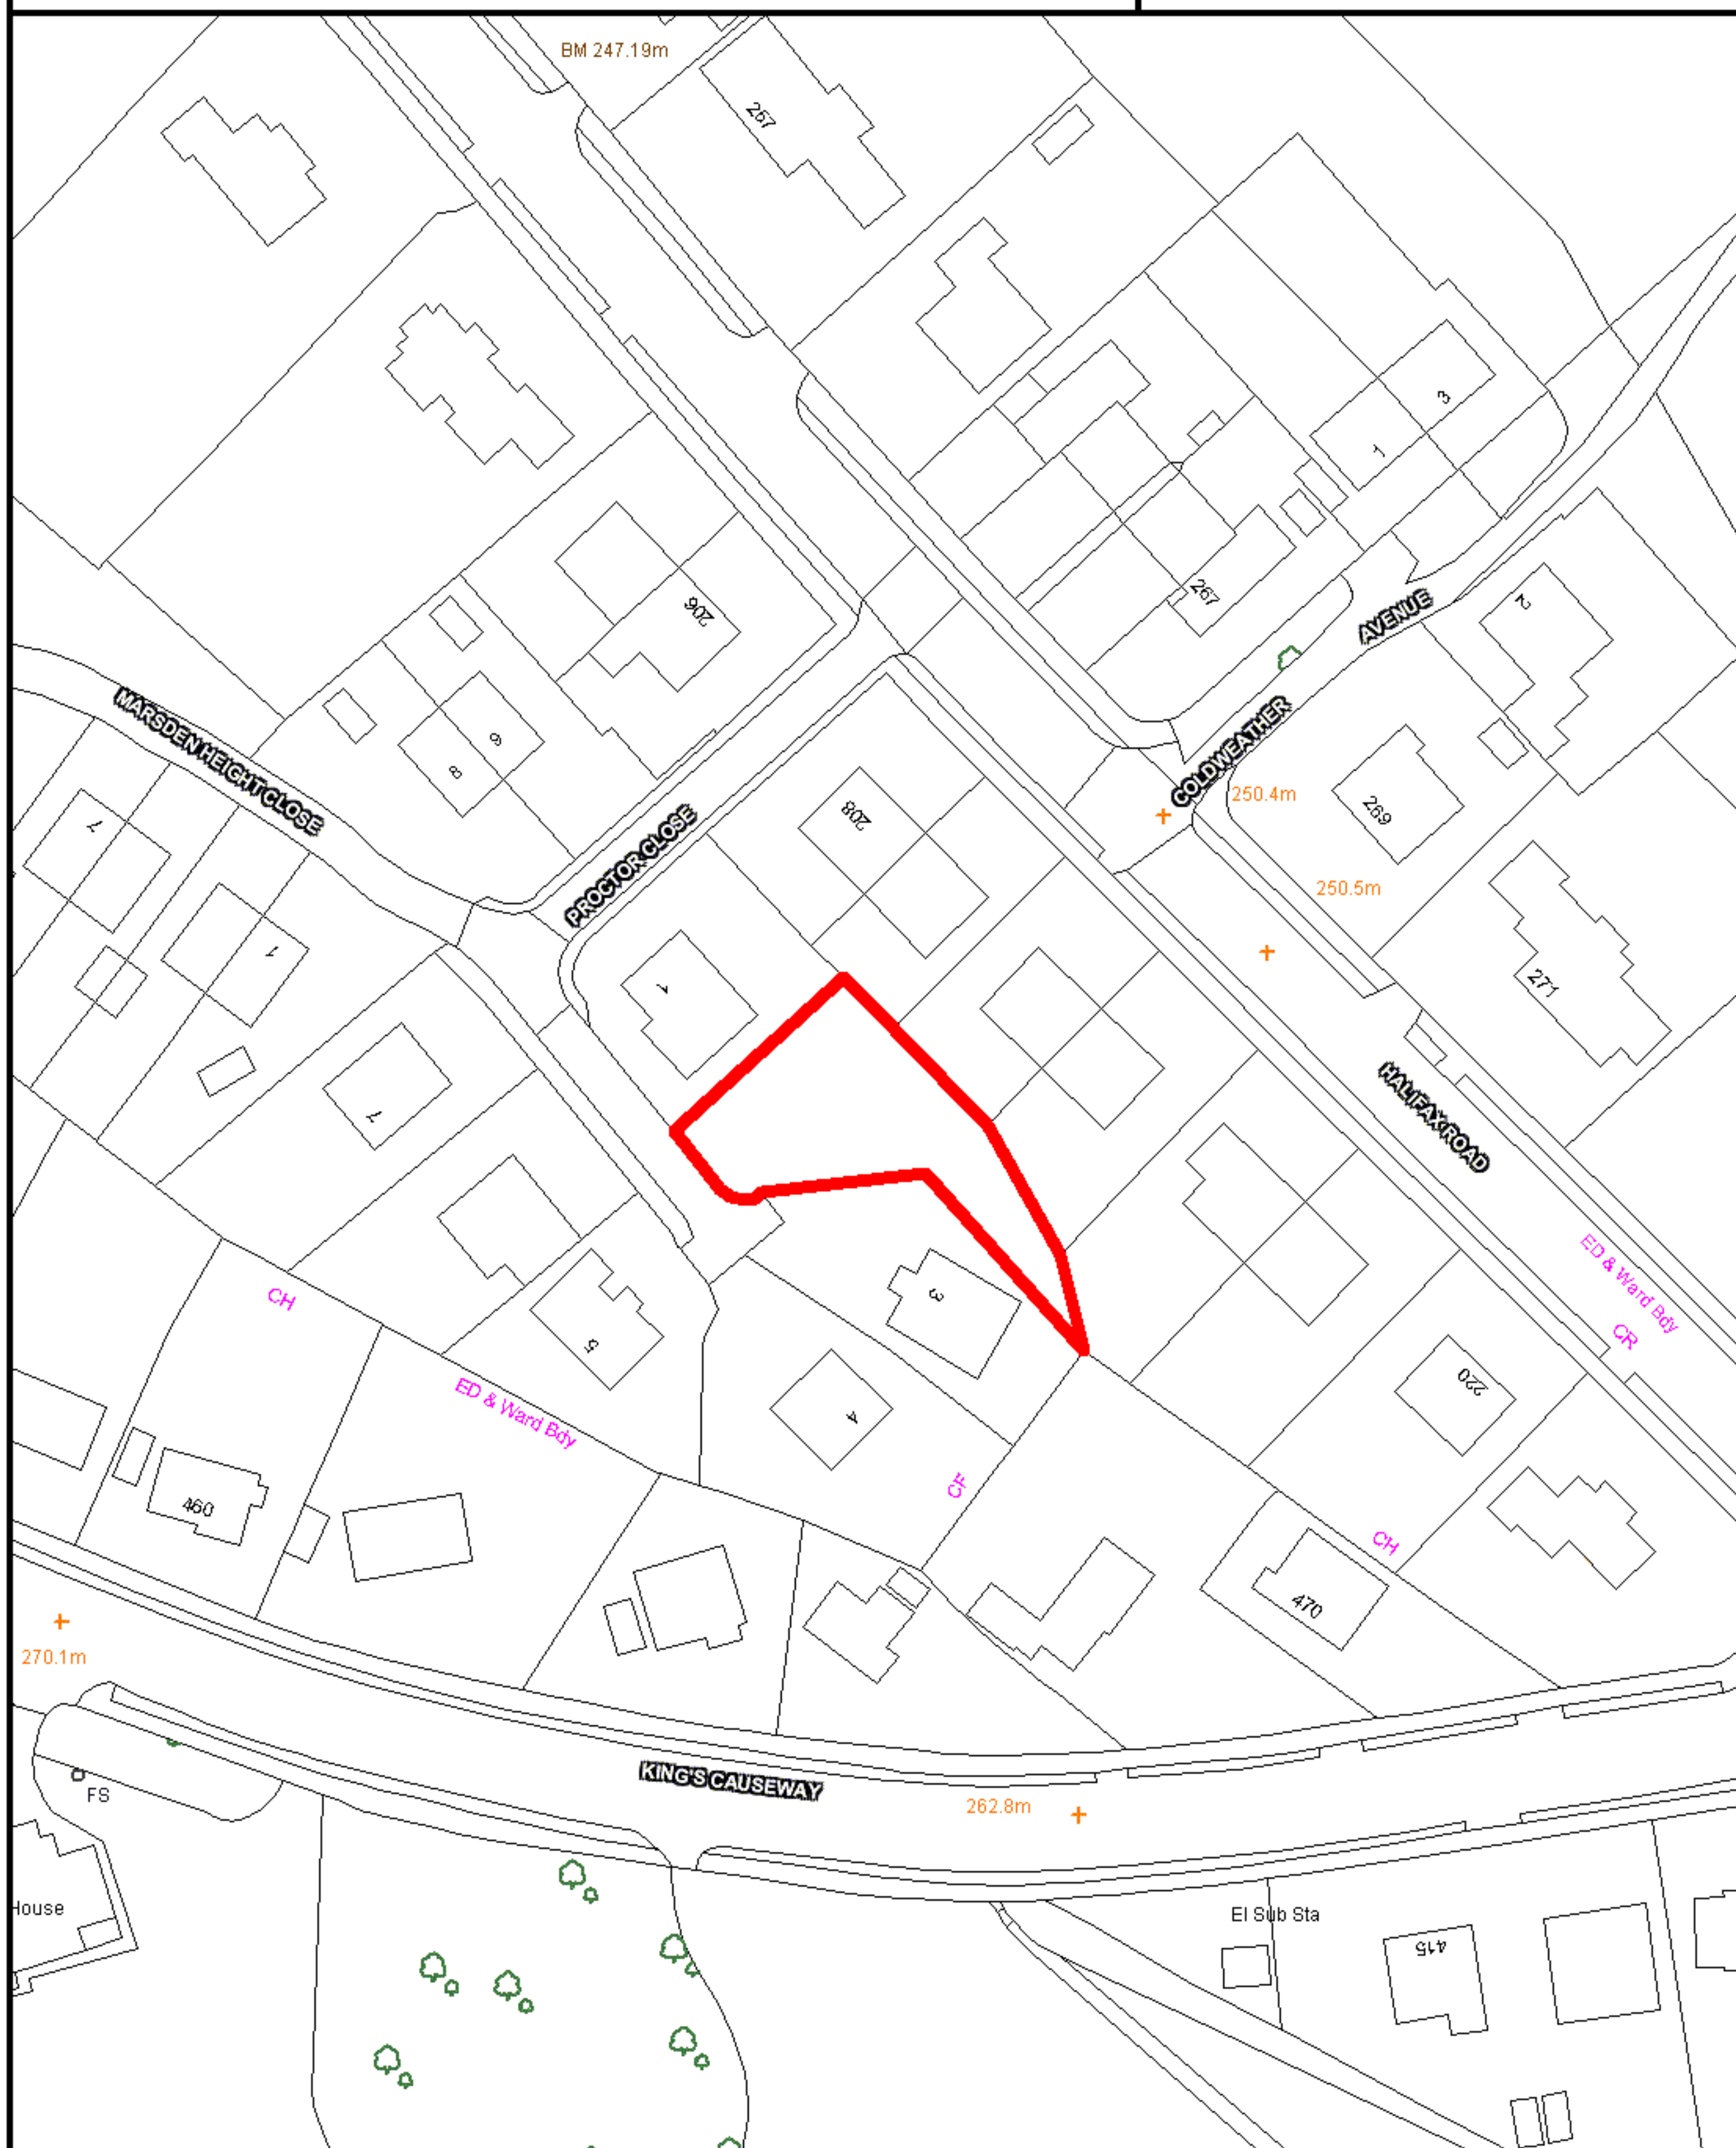 BM 247.19m
267
3
1
267
AVENUE
2
206
MARSDEN HEIGHT CLOSE
6
8
COLDWEATHER
250.4m
208
269
PROCTOR CLOSE
7
250.5m
1
1
271
HALIFAX ROAD
7
ED & Ward Bdy
CR
CH
3
5
220
ED & Ward Bdy
4
CF
460
CH
470
270.1m
KING'S CAUSEWAY
FS
262.8m
House
El Sub Sta
415